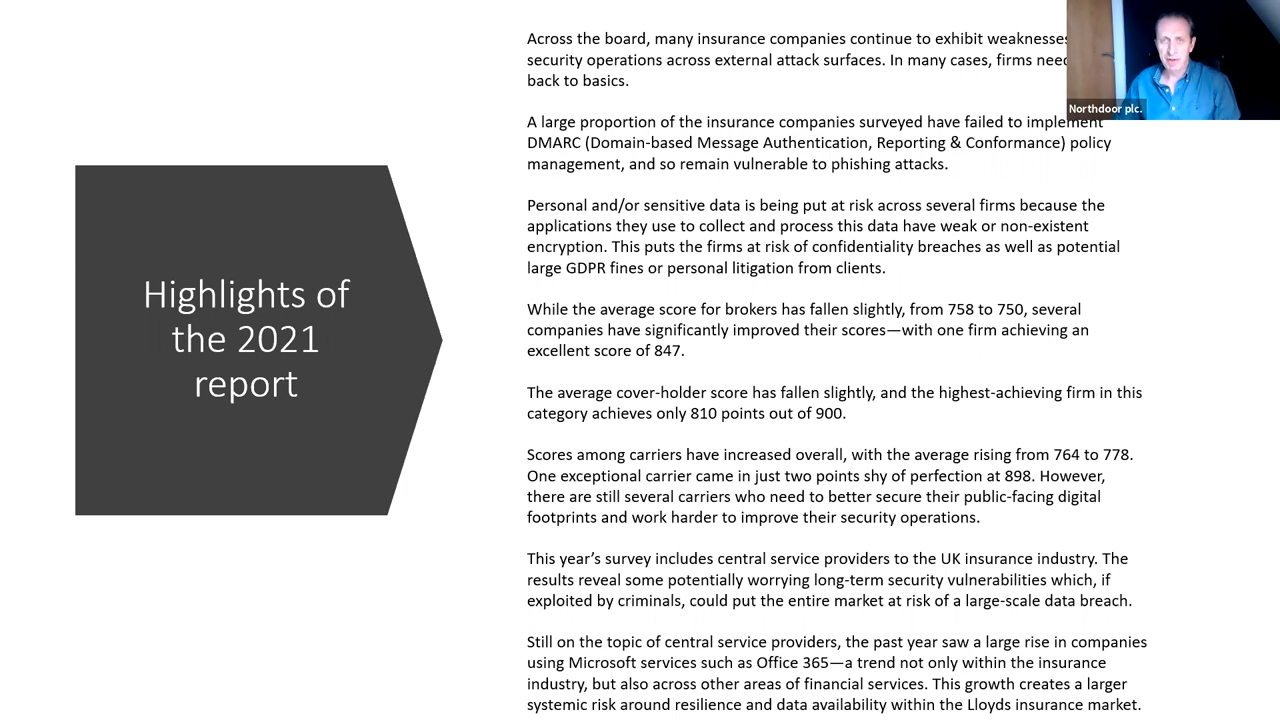 Highlights of
the 2021
report
Across the board, many insurance companies continue to exhibit weaknesses
security operations across external attack surfaces. In many cases, firms need
back to basics.
A large proportion of the insurance companies surveyed have failed to implement
DMARC (Domain-based Message Authentication, Reporting & Conformance) policy
management, and so remain vulnerable to phishing attacks.
Personal and/or sensitive data is being put at risk across several firms because the
applications they use to collect and process this data have weak or non-existent
encryption. This puts the firms at risk of confidentiality breaches as well as potential
large GDPR fines or personal litigation from clients.
While the average score for brokers has fallen slightly, from 758 to 750, several
companies have significantly improved their scores—with one firm achieving an
excellent score of 847.
The average cover-holder score has fallen slightly, and the highest-achieving firm in this
category achieves only 810 points out of 900.
Scores among carriers have increased overall, with the average rising from 764 to 778.
One exceptional carrier came in just two points shy of perfection at 898. However,
there are still several carriers who need to better secure their public-facing digital
footprints and work harder to improve their security operations.
This year’s survey includes central service providers to the UK insurance industry. The
results reveal some potentially worrying long-term security vulnerabilities which, if
exploited by criminals, could put the entire market at risk of a large-scale data breach.
Still on the topic of central service providers, the past year saw a large rise in companies
using Microsoft services such as Office 365—a trend not only within the insurance
industry, but also across other areas of financial services. This growth creates a larger
systemic risk around resilience and data availability within the Lloyds insurance market.
Northdoor plc.